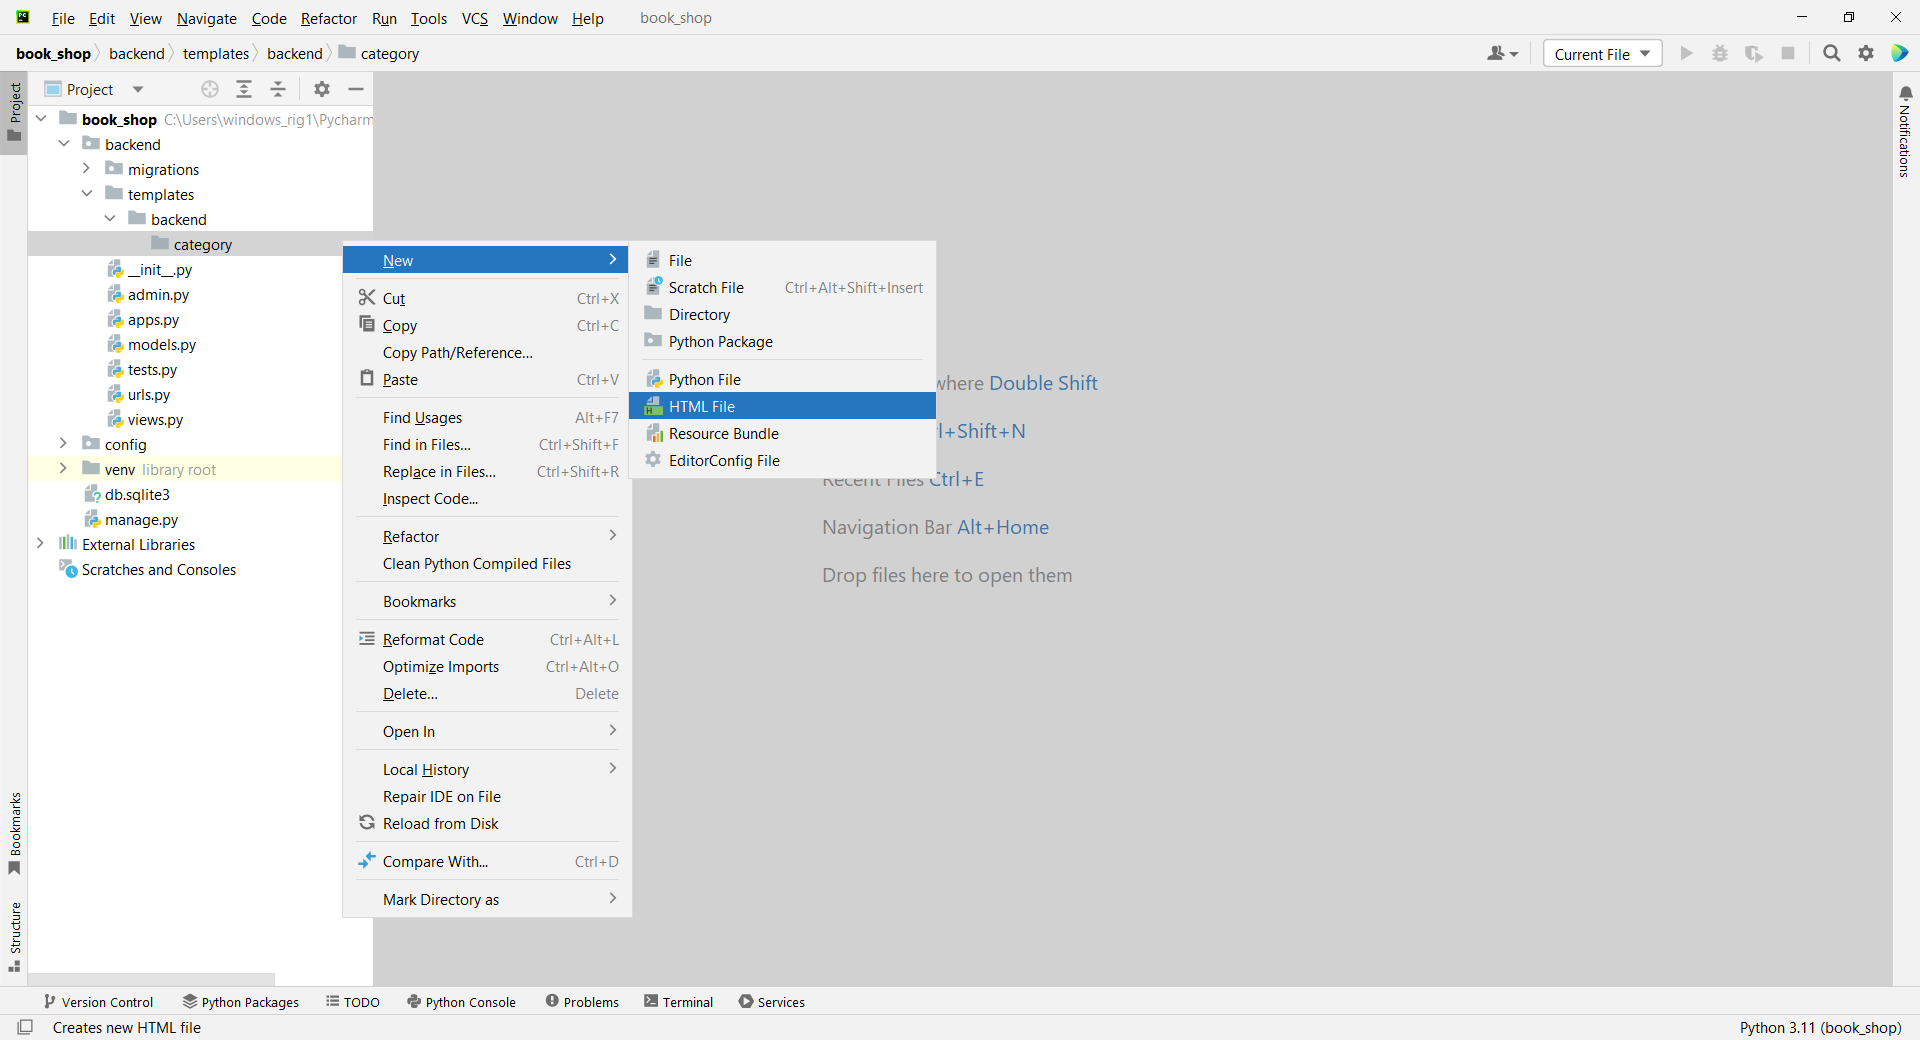 File Edit View Navigate Code Refactor Run Tools VCS Window Help book_shop
book_shop backend templates backend category
Current File
Project
Project
book_shop C:\Users\windows_rig1\Pycharm
backend
migrations
templates
backend
category
__init__.py
admin.py
apps.py
models.py
tests.py
urls.py
views.py
config
venv library root
db.sqlite3
manage.py
External Libraries
Scratches and Consoles
New
Cut Ctrl+X
Copy Ctrl+C
Copy Path/Reference...
Paste Ctrl+V
Find Usages Alt+F7
Find in Files... Ctrl+Shift+F
Replace in Files... Ctrl+Shift+R
Inspect Code...
Refactor
Clean Python Compiled Files
Bookmarks
Reformat Code Ctrl+Alt+L
Optimize Imports Ctrl+Alt+O
Delete... Delete
Open In
Local History
Repair IDE on File
Reload from Disk
Compare With... Ctrl+D
Mark Directory as
File
Scratch File Ctrl+Alt+Shift+Insert
Directory
Python Package
Python File
HTML File
Resource Bundle
EditorConfig File
Double Shift
+Shift+N
Recent Files Ctrl+E
Navigation Bar Alt+Home
Drop files here to open them
Notifications
Bookmarks
Structure
Version Control Python Packages TODO Python Console Problems Terminal Services
Creates new HTML file
Python 3.11 (book_shop)